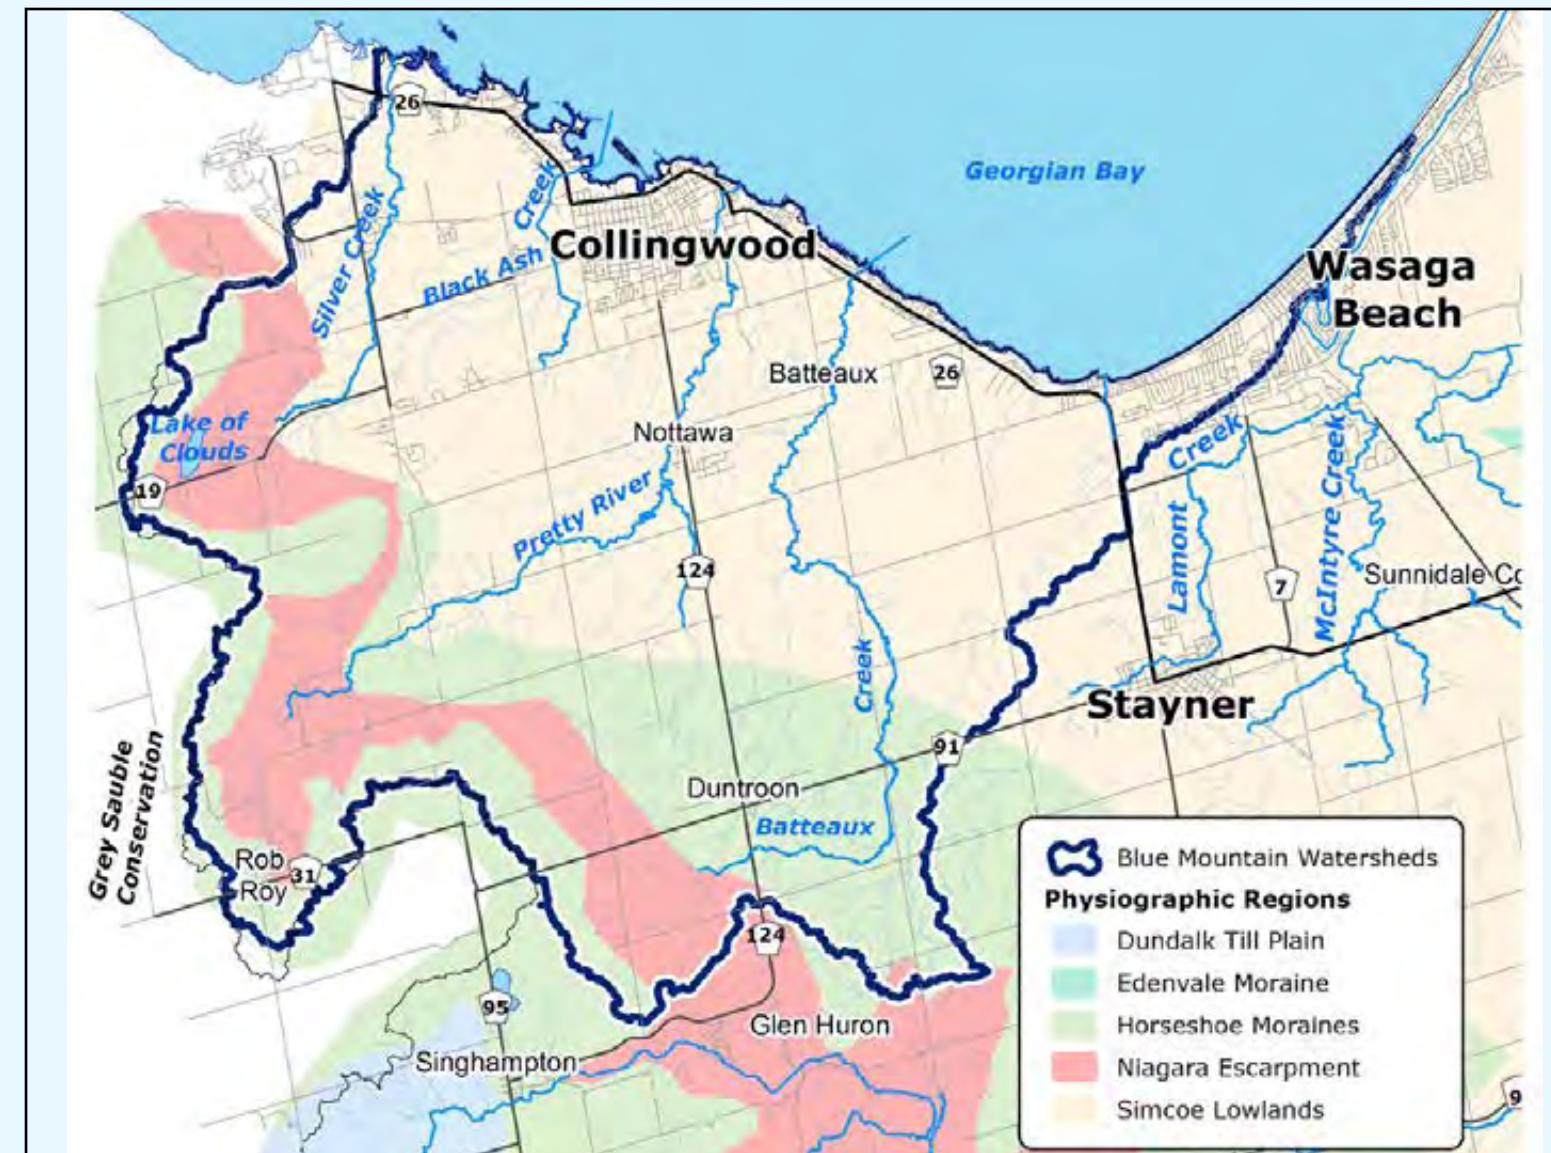 26
Georgian Bay
Creek
Silver Creek
Black Ash
Collingwood
Wasaga
Beach
Batteaux
26
Lake of
Clouds
Nottawa
Creek
19
Pretty River
McIntyre Creek
Lamont
124
7
Sunnidale Co
Creek
Stayner
91
Grey Sauble
Conservation
Duntroon
Batteaux
Rob
Roy
31
124
95
Glen Huron
Singhampton
Blue Mountain Watersheds
Physiographic Regions
Dundalk Till Plain
Edenvale Moraine
Horseshoe Moraines
Niagara Escarpment
Simcoe Lowlands
9